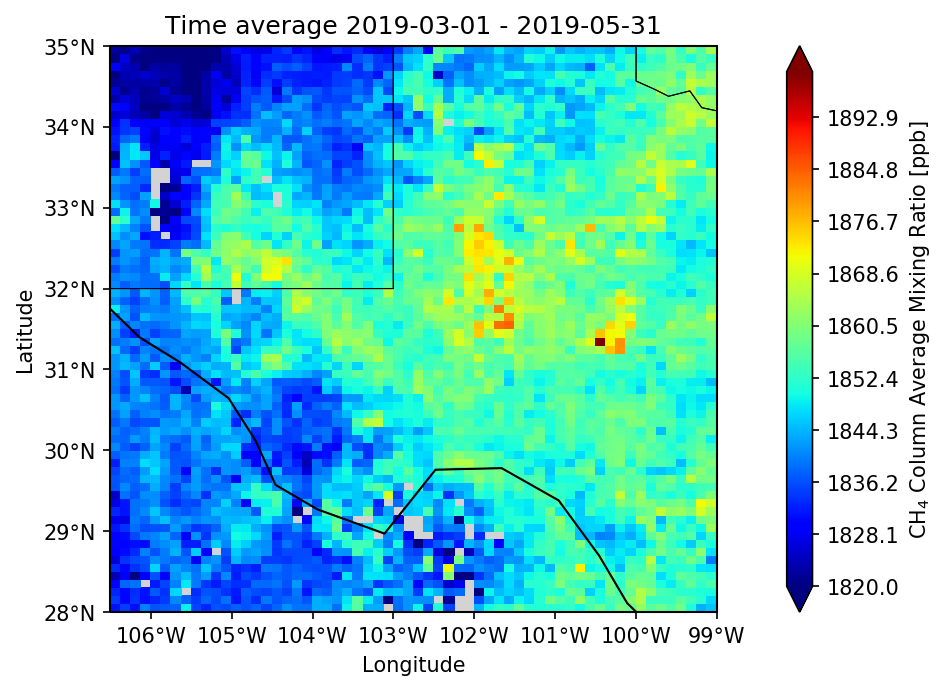 Time average 2019-03-01 - 2019-05-31
35°N
34°N
33°N
32°N
31°N
30°N
29°N
28°N
Latitude
106°W 105°W 104°W 103°W 102°W 101°W 100°W 99°W
Longitude
1892.9
1884.8
1876.7
1868.6
1860.5
1852.4
1844.3
1836.2
1828.1
1820.0
CH₄ Column Average Mixing Ratio [ppb]